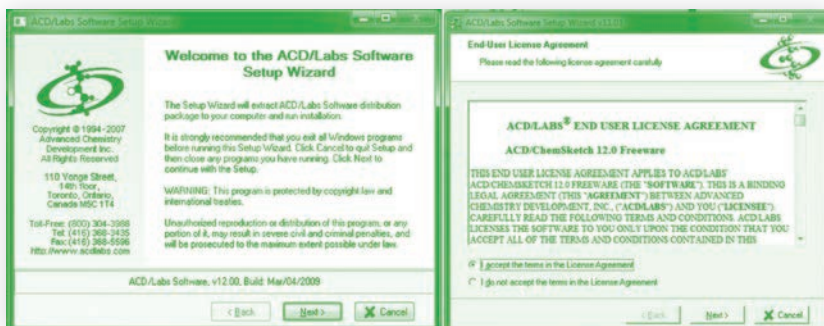 ACD/Labs Software Setup Wizard
Welcome to the ACD/Labs Software
Setup Wizard
The Setup Wizard will extract ACD/Labs Software distribution
package to your computer and run installation.
It is strongly recommended that you exit all Windows programs
before running this Setup Wizard. Click Cancel to quit Setup and
then close any programs you have running. Click Next to
continue with the Setup.
WARNING: This program is protected by copyright law and
international treaties.
Unauthorized reproduction or distribution of this program, or any
portion of it, may result in severe civil and criminal penalties, and
will be prosecuted to the maximum extent possible under law.
Copyright © 1994-2007
Advanced Chemistry
Development Inc.
All Rights Reserved
110 Yonge Street,
14th floor,
Toronto, Ontario,
Canada M5C 1T4
Toll-Free: (800) 304-3988
Tel: (416) 368-3435
Fax: (416) 368-5596
http://www.acdlabs.com
ACD/Labs Software, v12.00, Build: Mar/04/2009
< Back
Next >
Cancel
ACD/Labs Software Setup Wizard v12.01
End-User License Agreement
Please read the following license agreement carefully
ACD/LABS® END USER LICENSE AGREEMENT
ACD/ChemSketch 12.0 Freeware
THIS END USER LICENSE AGREEMENT APPLIES TO ACD/LABS'
ACD/CHEMSKETCH 12.0 FREEWARE (THE "SOFTWARE"). THIS IS A BINDING
LEGAL AGREEMENT (THIS "AGREEMENT") BETWEEN ADVANCED
CHEMISTRY DEVELOPMENT, INC., ("ACD/LABS") AND YOU ("LICENSEE").
CAREFULLY READ THE FOLLOWING TERMS AND CONDITIONS. ACD/LABS
LICENSES THE SOFTWARE TO YOU ONLY UPON THE CONDITION THAT YOU
ACCEPT ALL OF THE TERMS AND CONDITIONS CONTAINED IN THIS
I accept the terms in the License Agreement
I do not accept the terms in the License Agreement
< Back
Next >
Cancel